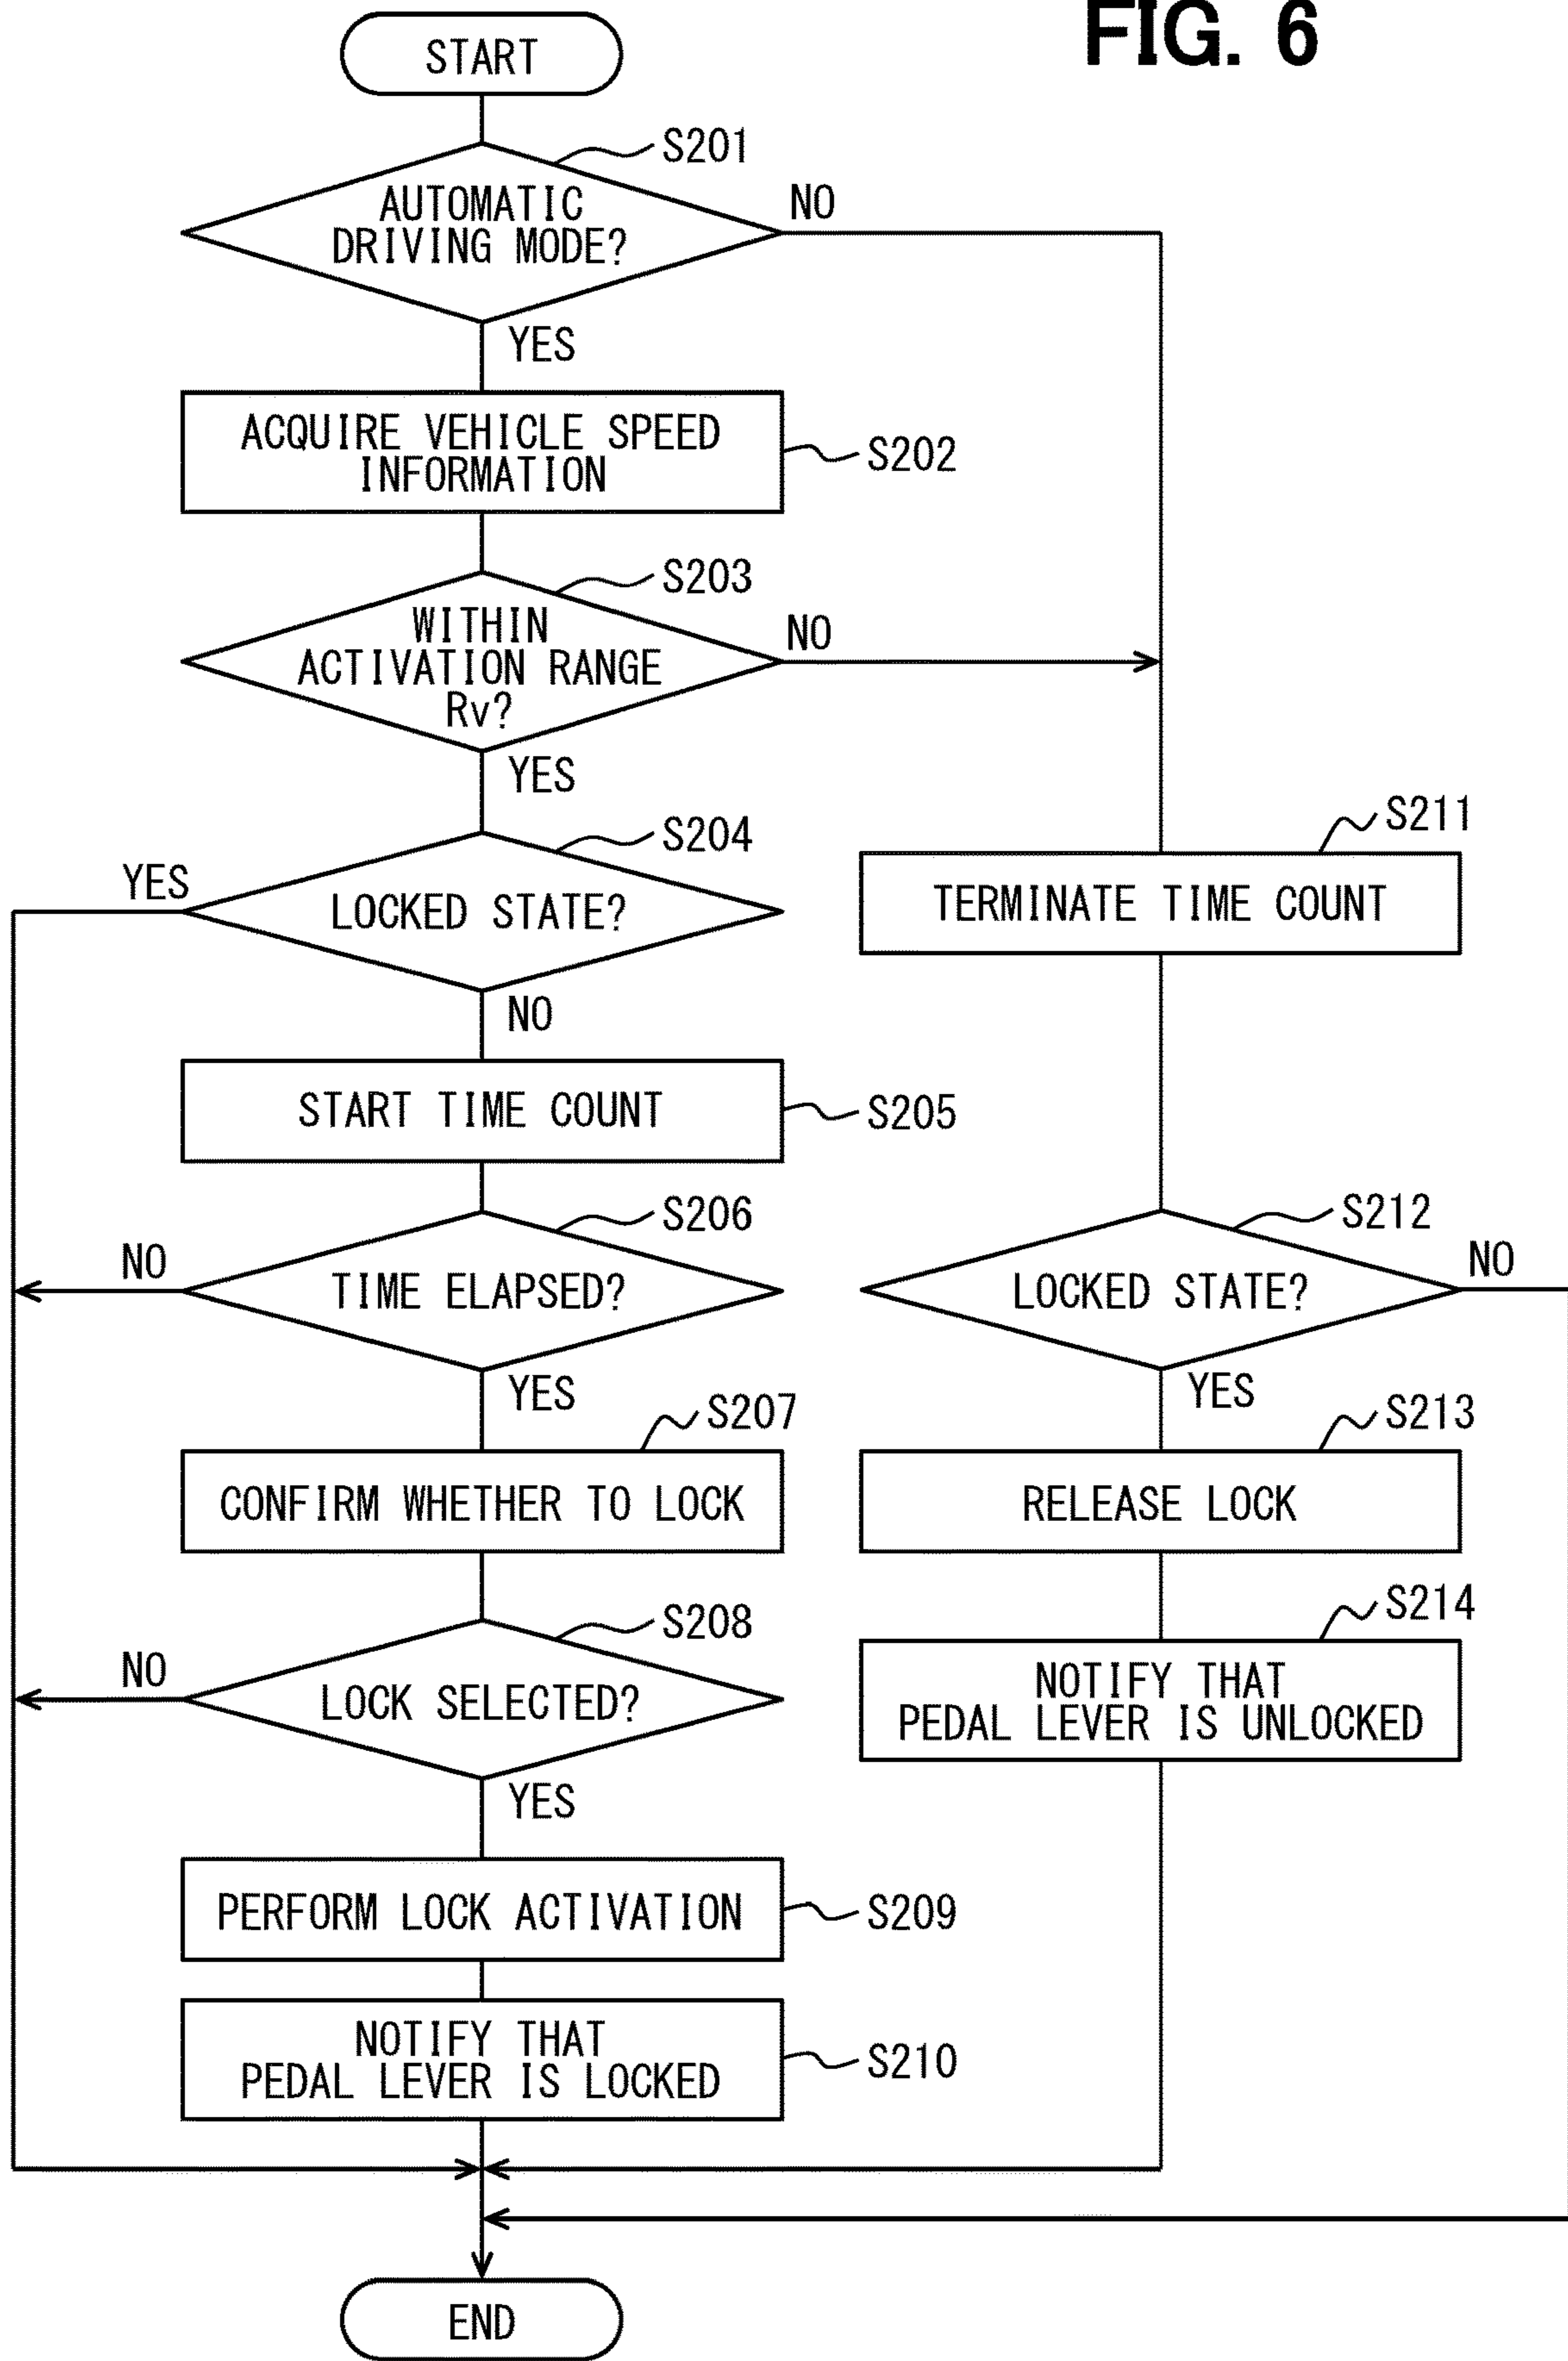 FIG. 6
START
S201
AUTOMATIC
DRIVING MODE?
NO
YES
ACQUIRE VEHICLE SPEED
INFORMATION
S202
S203
WITHIN
ACTIVATION RANGE
Rv?
NO
YES
S204
YES
LOCKED STATE?
NO
START TIME COUNT
S205
S206
NO
TIME ELAPSED?
YES
S207
CONFIRM WHETHER TO LOCK
S208
NO
LOCK SELECTED?
YES
PERFORM LOCK ACTIVATION
S209
NOTIFY THAT
PEDAL LEVER IS LOCKED
S210
S211
TERMINATE TIME COUNT
S212
NO
LOCKED STATE?
YES
S213
RELEASE LOCK
S214
NOTIFY THAT
PEDAL LEVER IS UNLOCKED
END